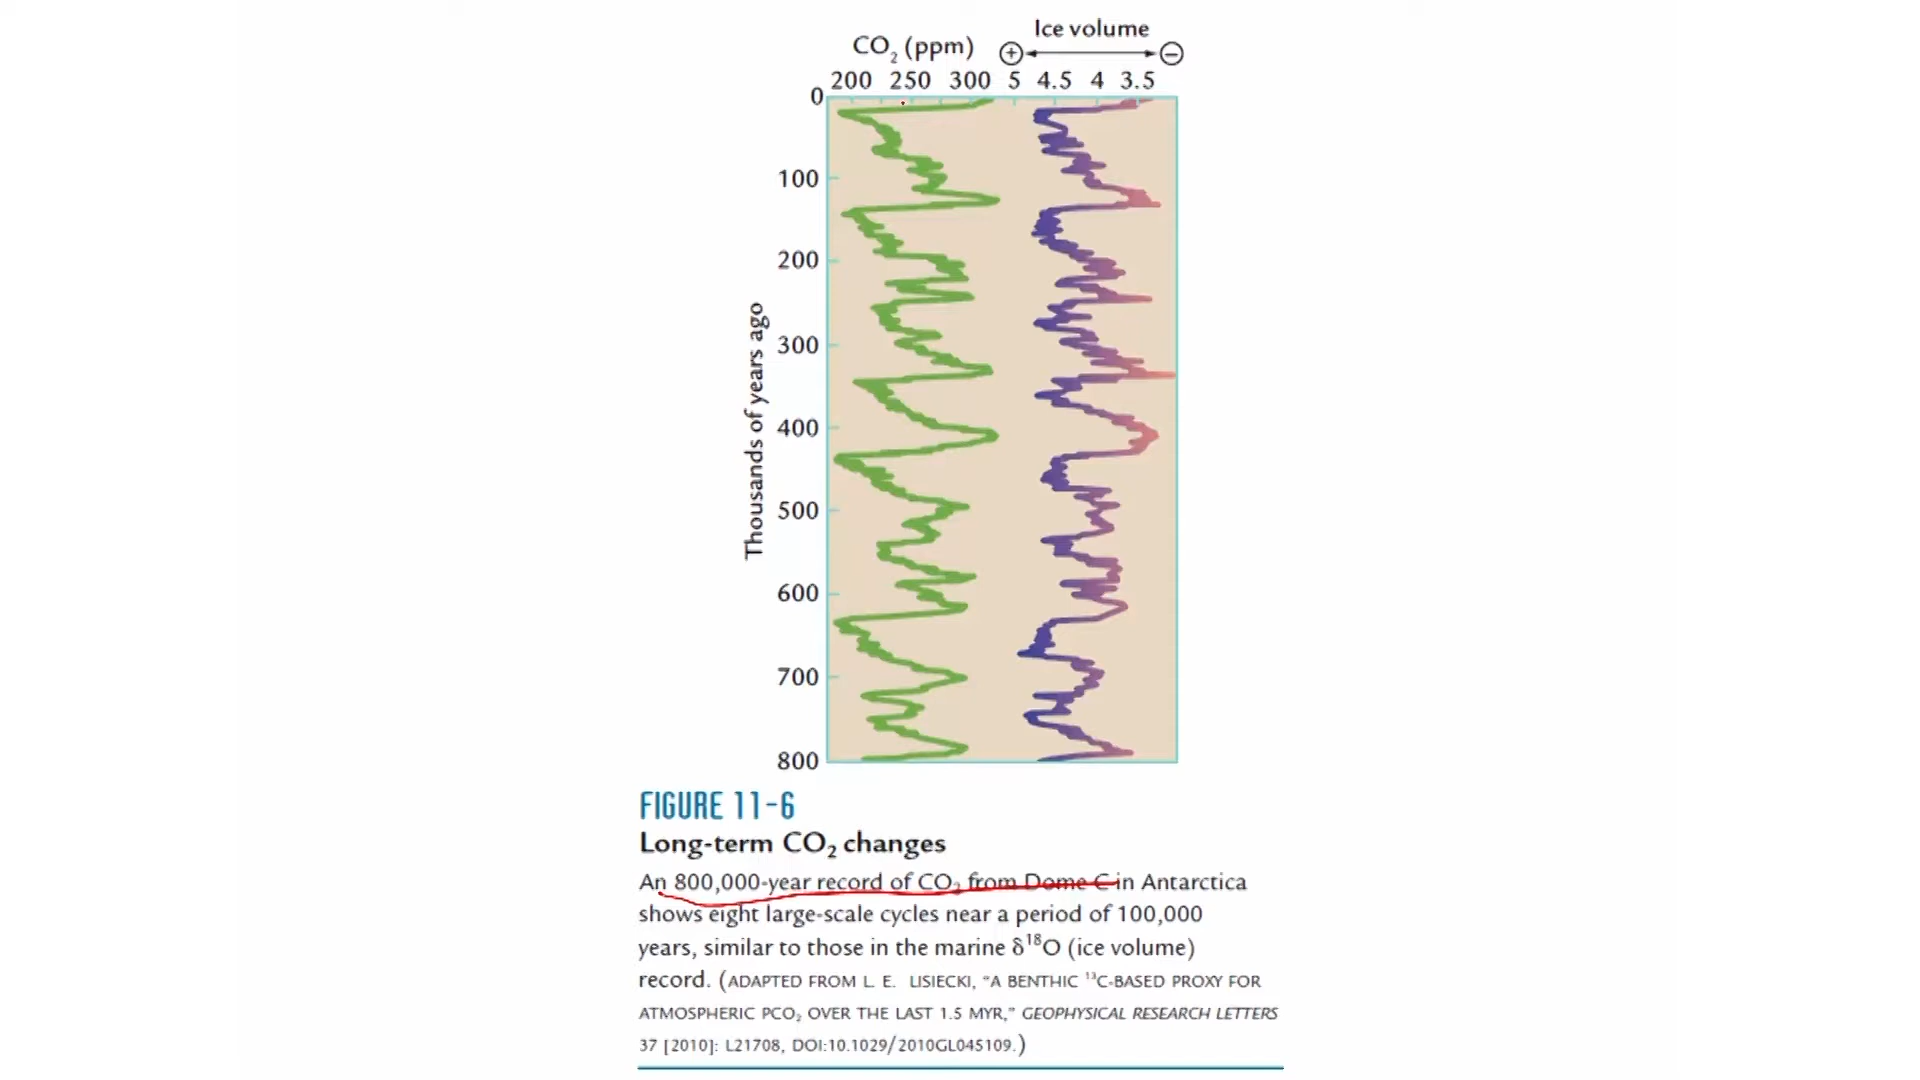 Ice volume
CO₂ (ppm) + −
200 250 300 5 4.5 4 3.5
0
100
200
300
400
500
600
700
800
Thousands of years ago
FIGURE 11-6
Long-term CO₂ changes
An 800,000-year record of CO₂ from Dome C in Antarctica
shows eight large-scale cycles near a period of 100,000
years, similar to those in the marine δ¹⁸O (ice volume)
record. (ADAPTED FROM L. E. LISIECKI, “A BENTHIC ¹³C-BASED PROXY FOR
ATMOSPHERIC PCO₂ OVER THE LAST 1.5 MYR,” GEOPHYSICAL RESEARCH LETTERS
37 [2010]: L21708, DOI:10.1029/2010GL045109.)